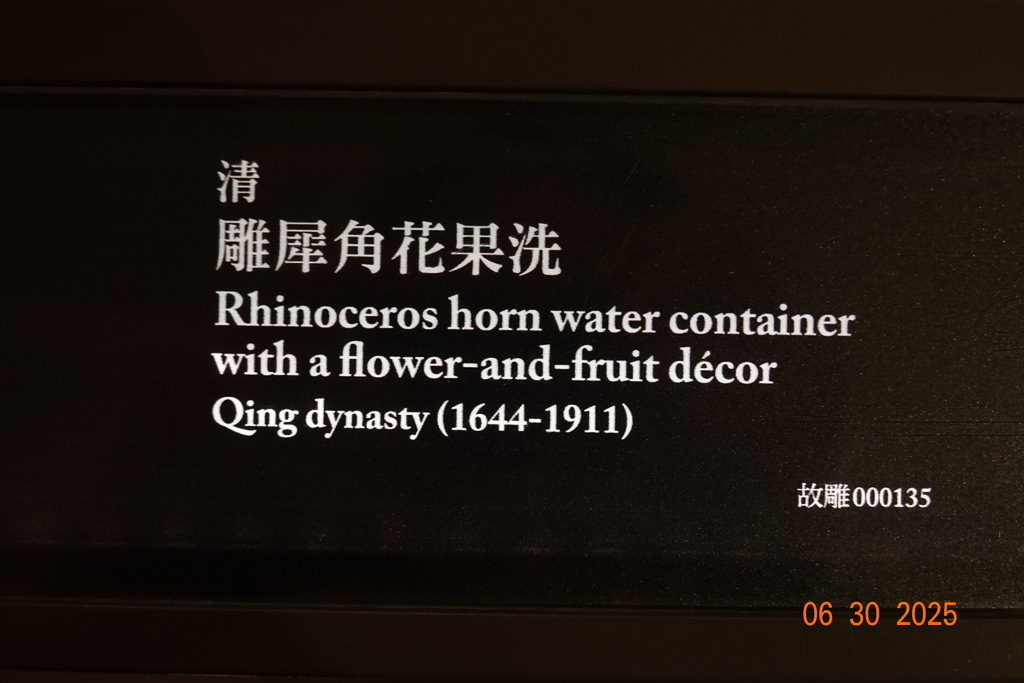 清
雕犀角花果洗
Rhinoceros horn water container
with a flower-and-fruit décor
Qing dynasty (1644-1911)
故雕000135
06 30 2025